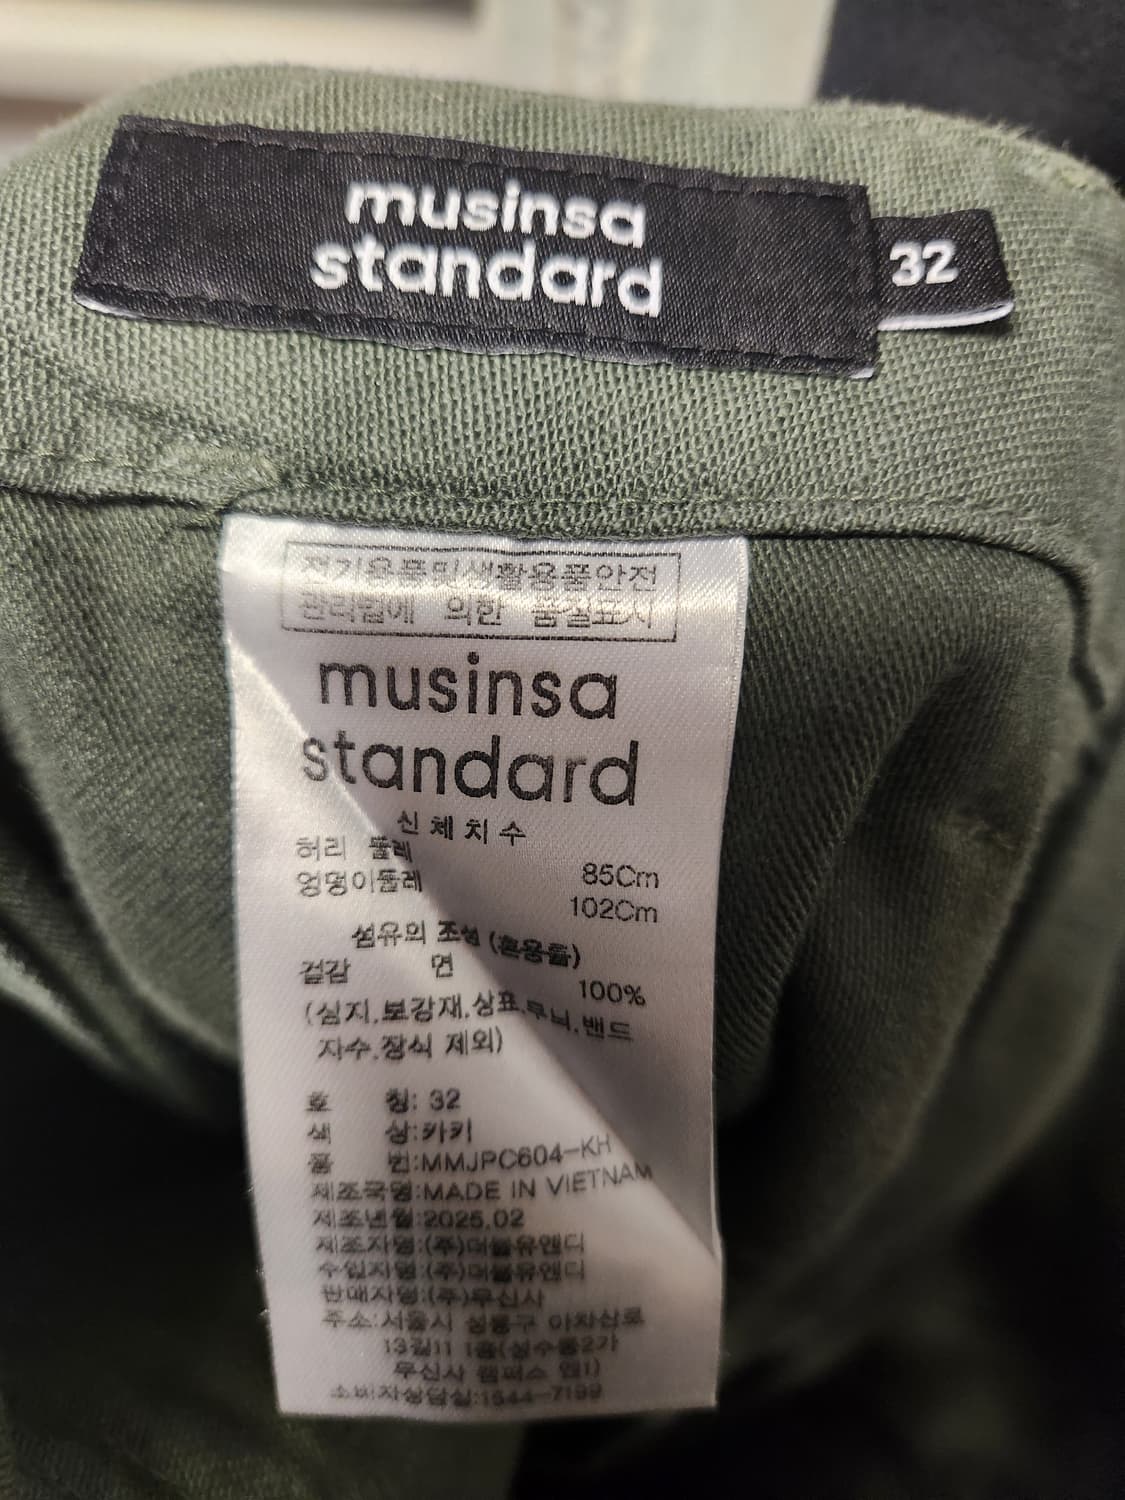 musinsa
standard
32
전기용품및생활용품안전
관리법에 의한 품질표시
musinsa
standard
신체치수
허리 둘레 85Cm
엉덩이둘레 102Cm
섬유의 조성 (혼용률)
겉감 면 100%
(심지,보강재,상표,무늬,밴드
자수,장식 제외)
호 칭: 32
색 상:카키
품 번:MMJPC604-KH
제조국명:MADE IN VIETNAM
제조년월:2025.02
제조자명:(주)더블유앤디
수입자명:(주)더블유앤디
판매자명:(주)무신사
주소:서울시 성동구 아차산로
13길11 1층(성수동2가
무신사 캠퍼스 엠1)
소비자상담실:1544-7199